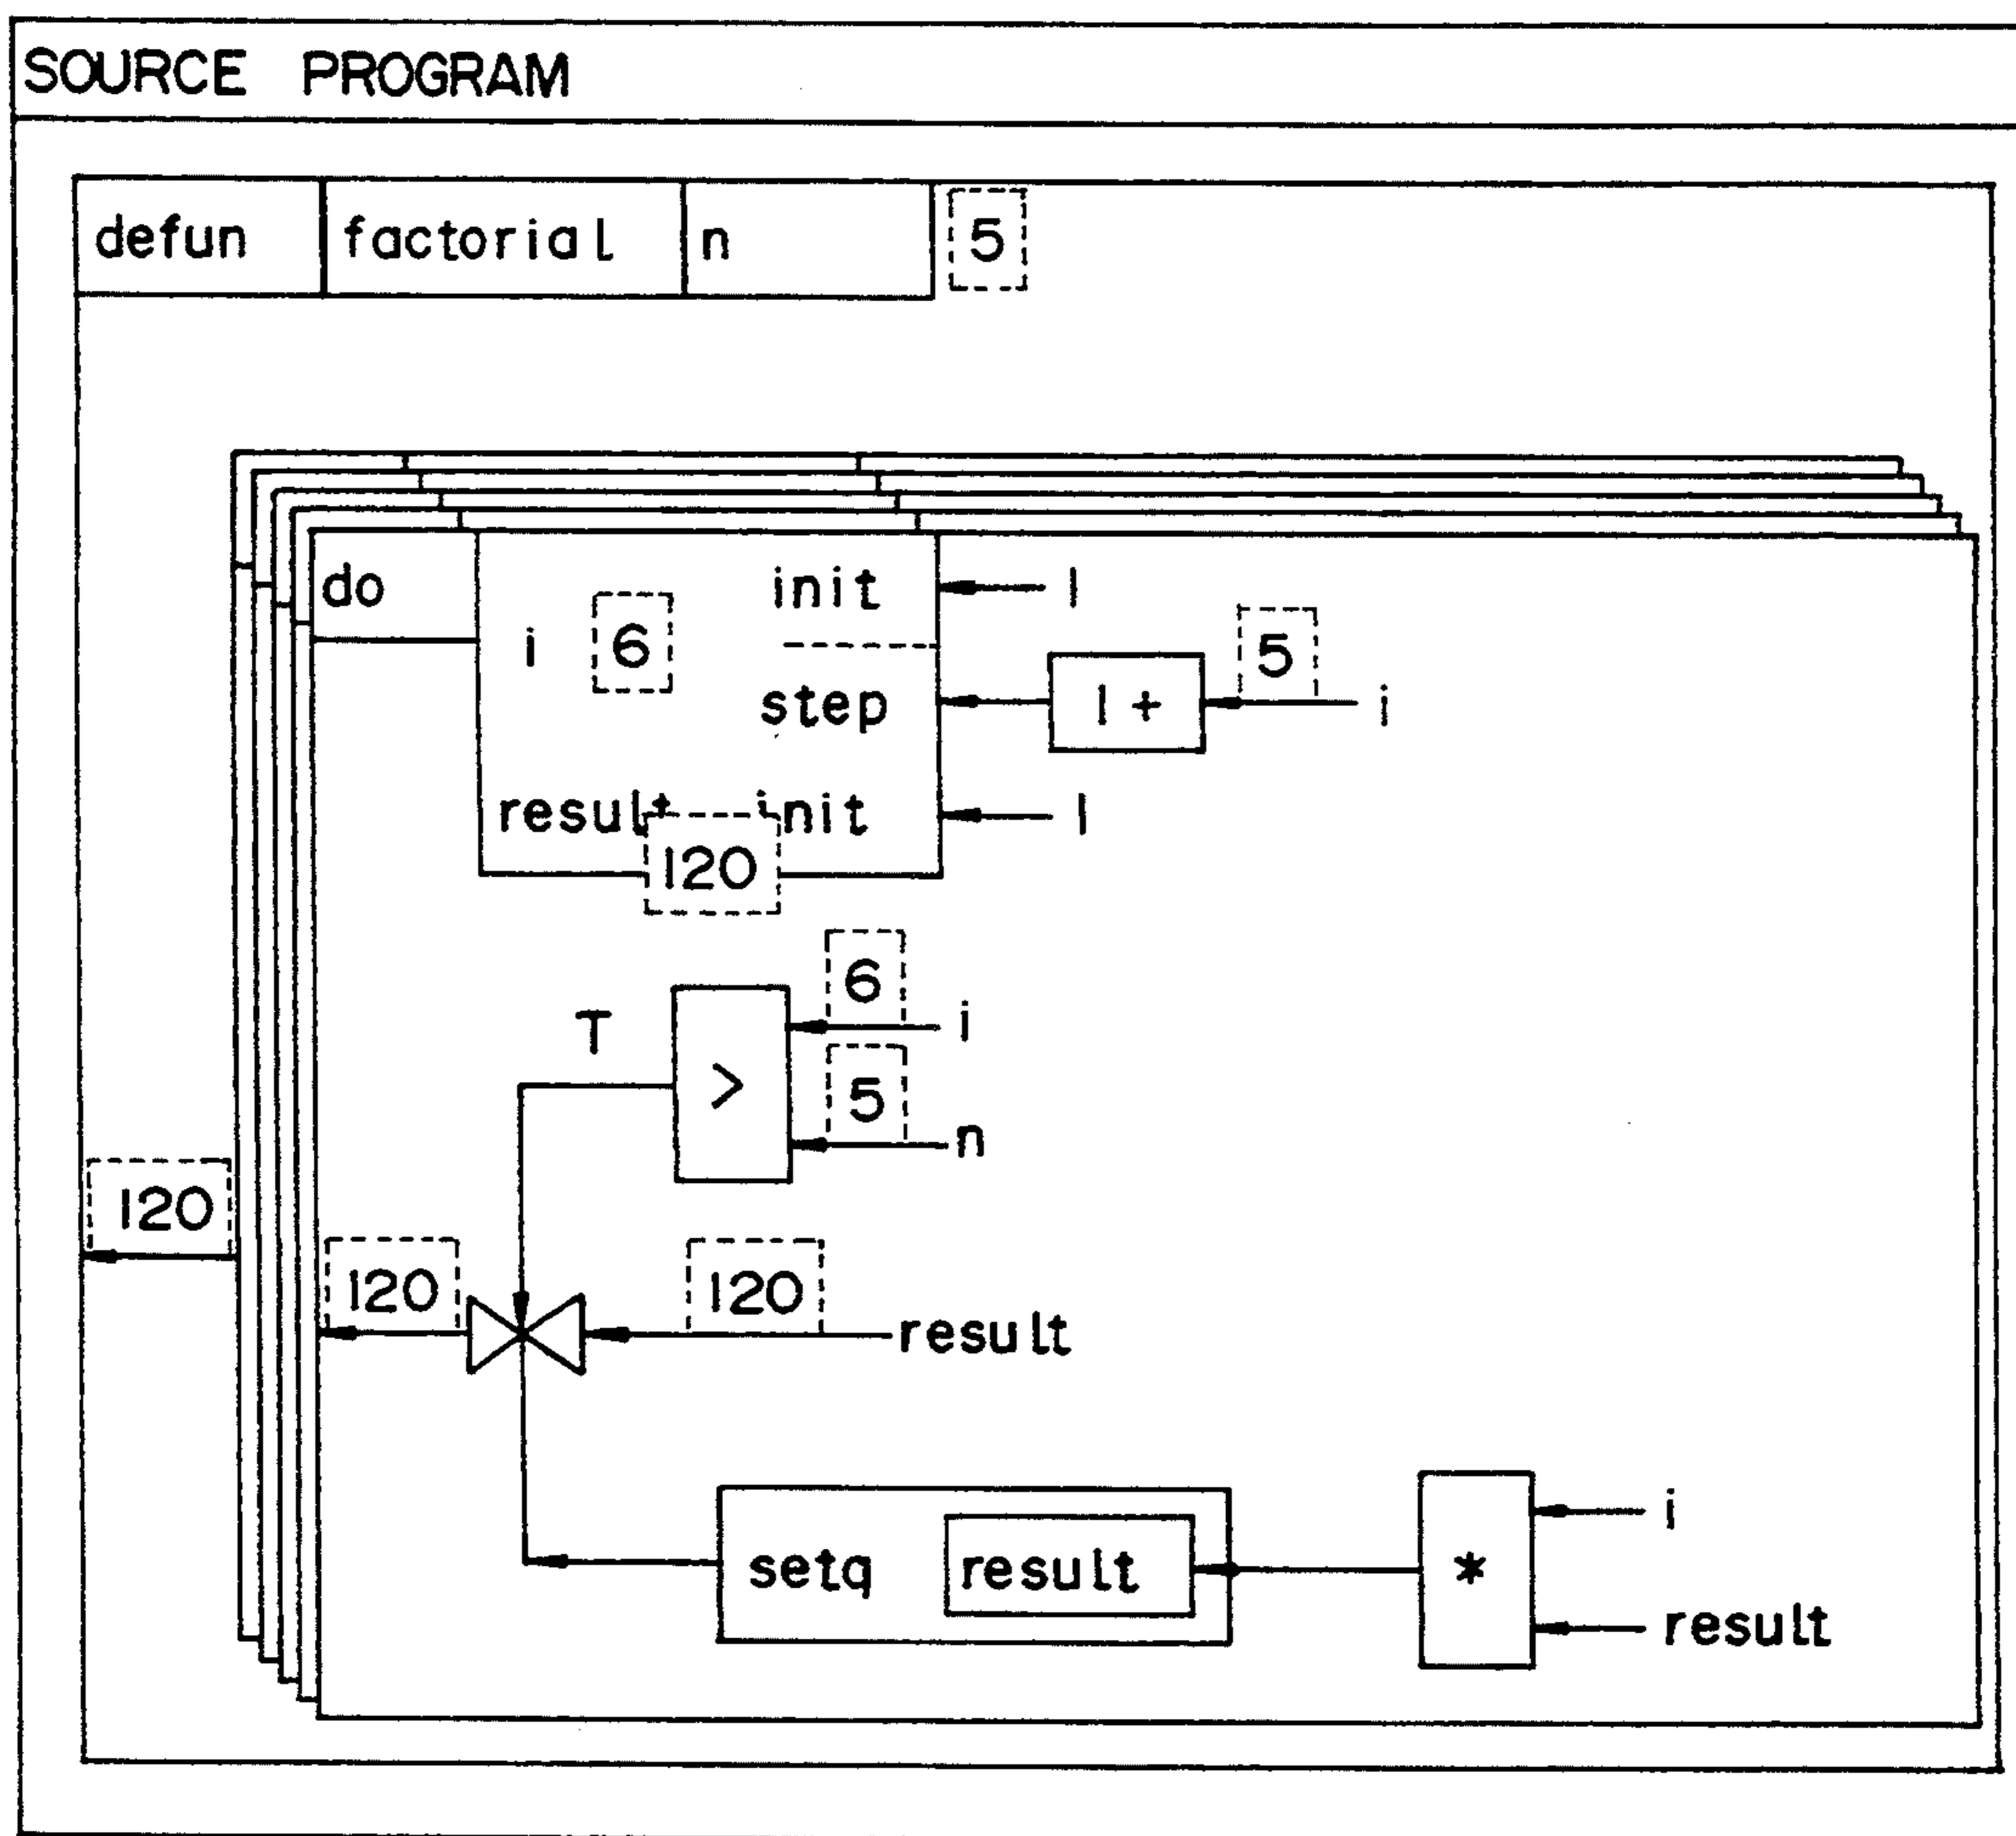 SOURCE PROGRAM
defun factorial n 5
do
init 1
i 6
5
step 1+ i
result init 1
120
6
T i
>
5
n
120
120 120
result
i
setq result *
result